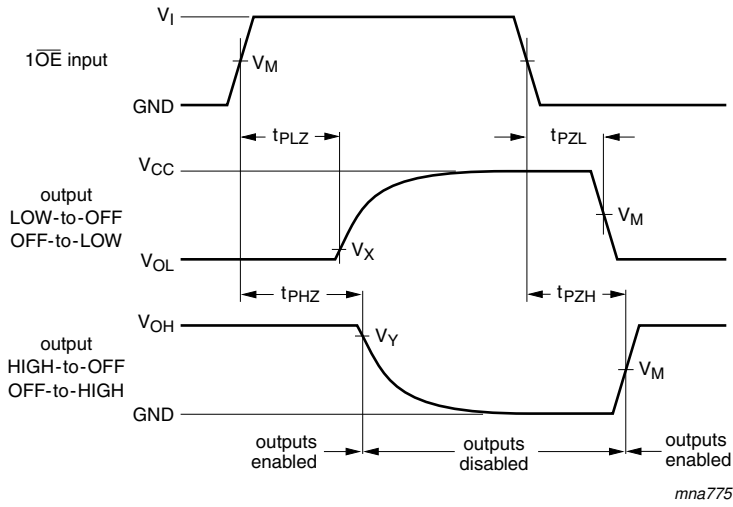 V_I
1O̅E̅ input
V_M
GND
t_PLZ
t_PZL
V_CC
output
LOW-to-OFF
OFF-to-LOW
V_M
V_X
V_OL
t_PHZ
t_PZH
V_OH
output
HIGH-to-OFF
OFF-to-HIGH
V_Y
V_M
GND
outputs
enabled
outputs
disabled
outputs
enabled
mna775